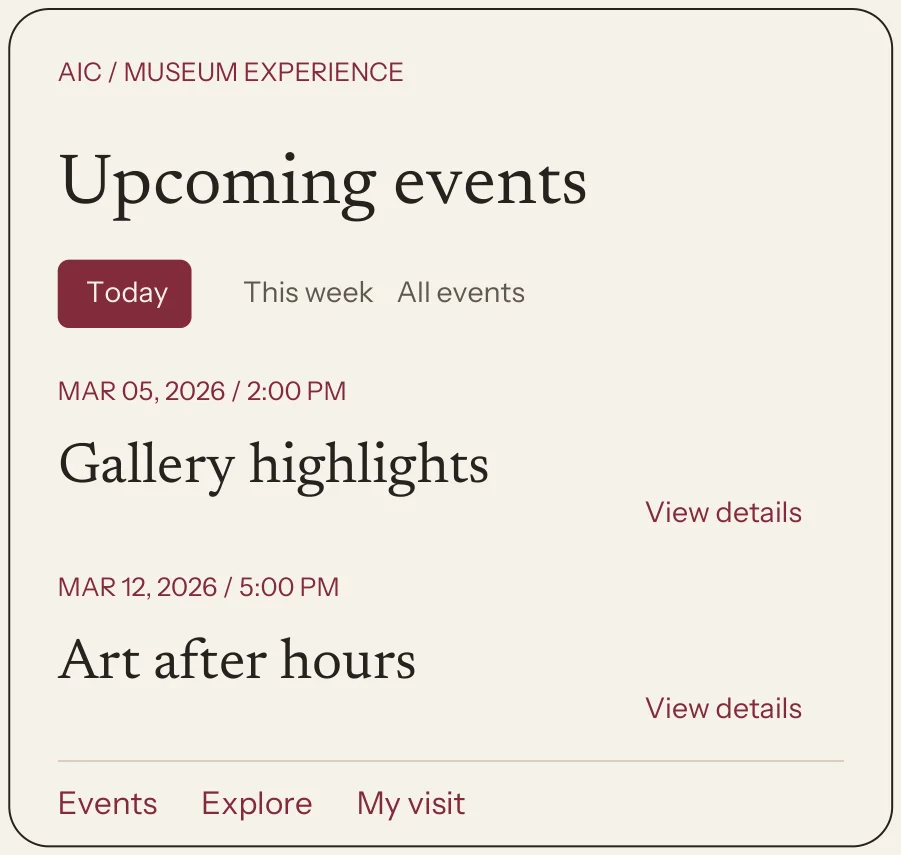 AIC / MUSEUM EXPERIENCE
Upcoming events
Today This week All events
MAR 05, 2026 / 2:00 PM
Gallery highlights
View details
MAR 12, 2026 / 5:00 PM
Art after hours
View details
Events Explore My visit